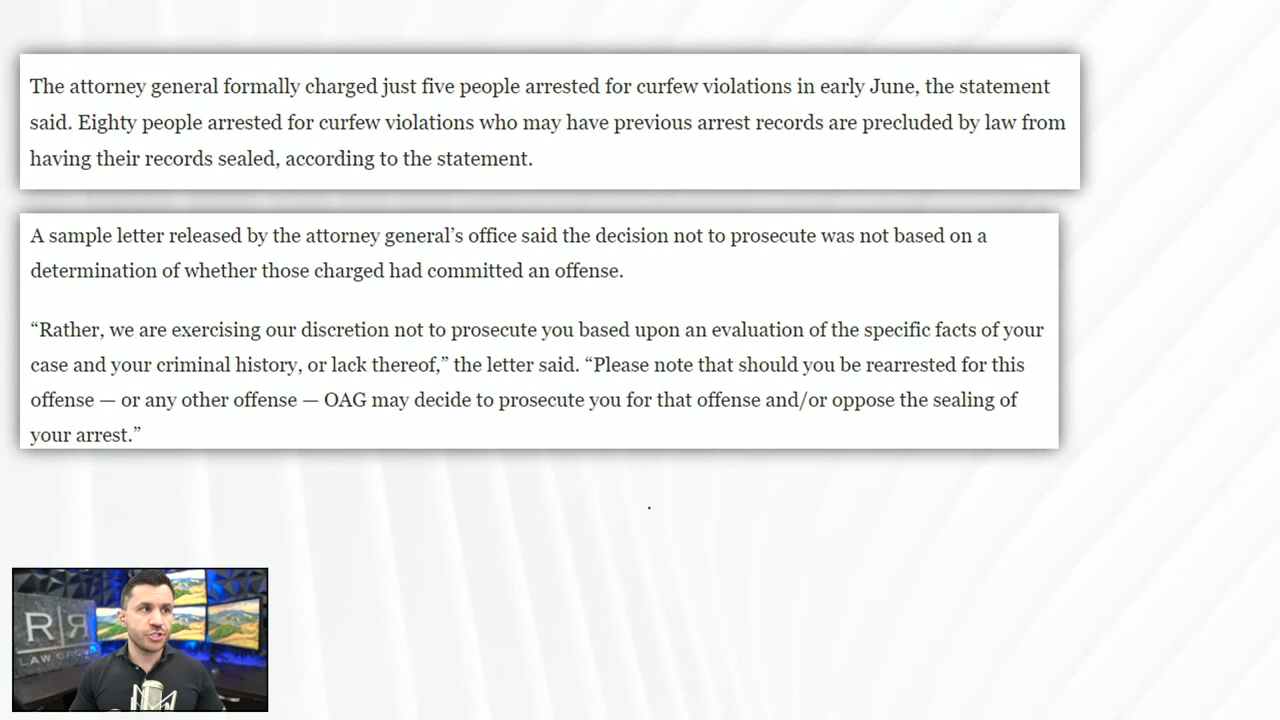 The attorney general formally charged just five people arrested for curfew violations in early June, the statement
said. Eighty people arrested for curfew violations who may have previous arrest records are precluded by law from
having their records sealed, according to the statement.
A sample letter released by the attorney general’s office said the decision not to prosecute was not based on a
determination of whether those charged had committed an offense.
“Rather, we are exercising our discretion not to prosecute you based upon an evaluation of the specific facts of your
case and your criminal history, or lack thereof,” the letter said. “Please note that should you be rearrested for this
offense — or any other offense — OAG may decide to prosecute you for that offense and/or oppose the sealing of
your arrest.”
R|Я
LAW GROU